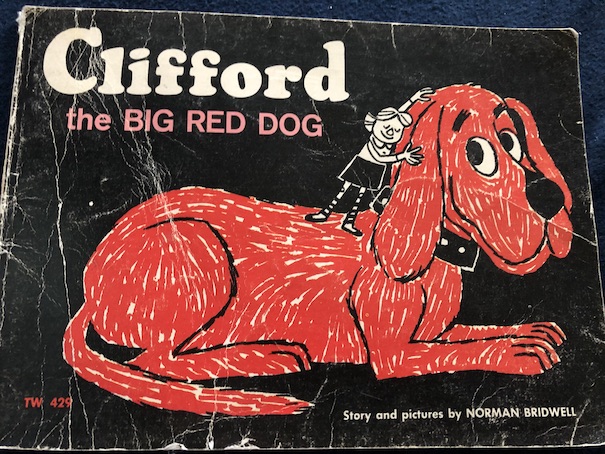 Clifford
the BIG RED DOG
TW 429
Story and pictures by NORMAN BRIDWELL